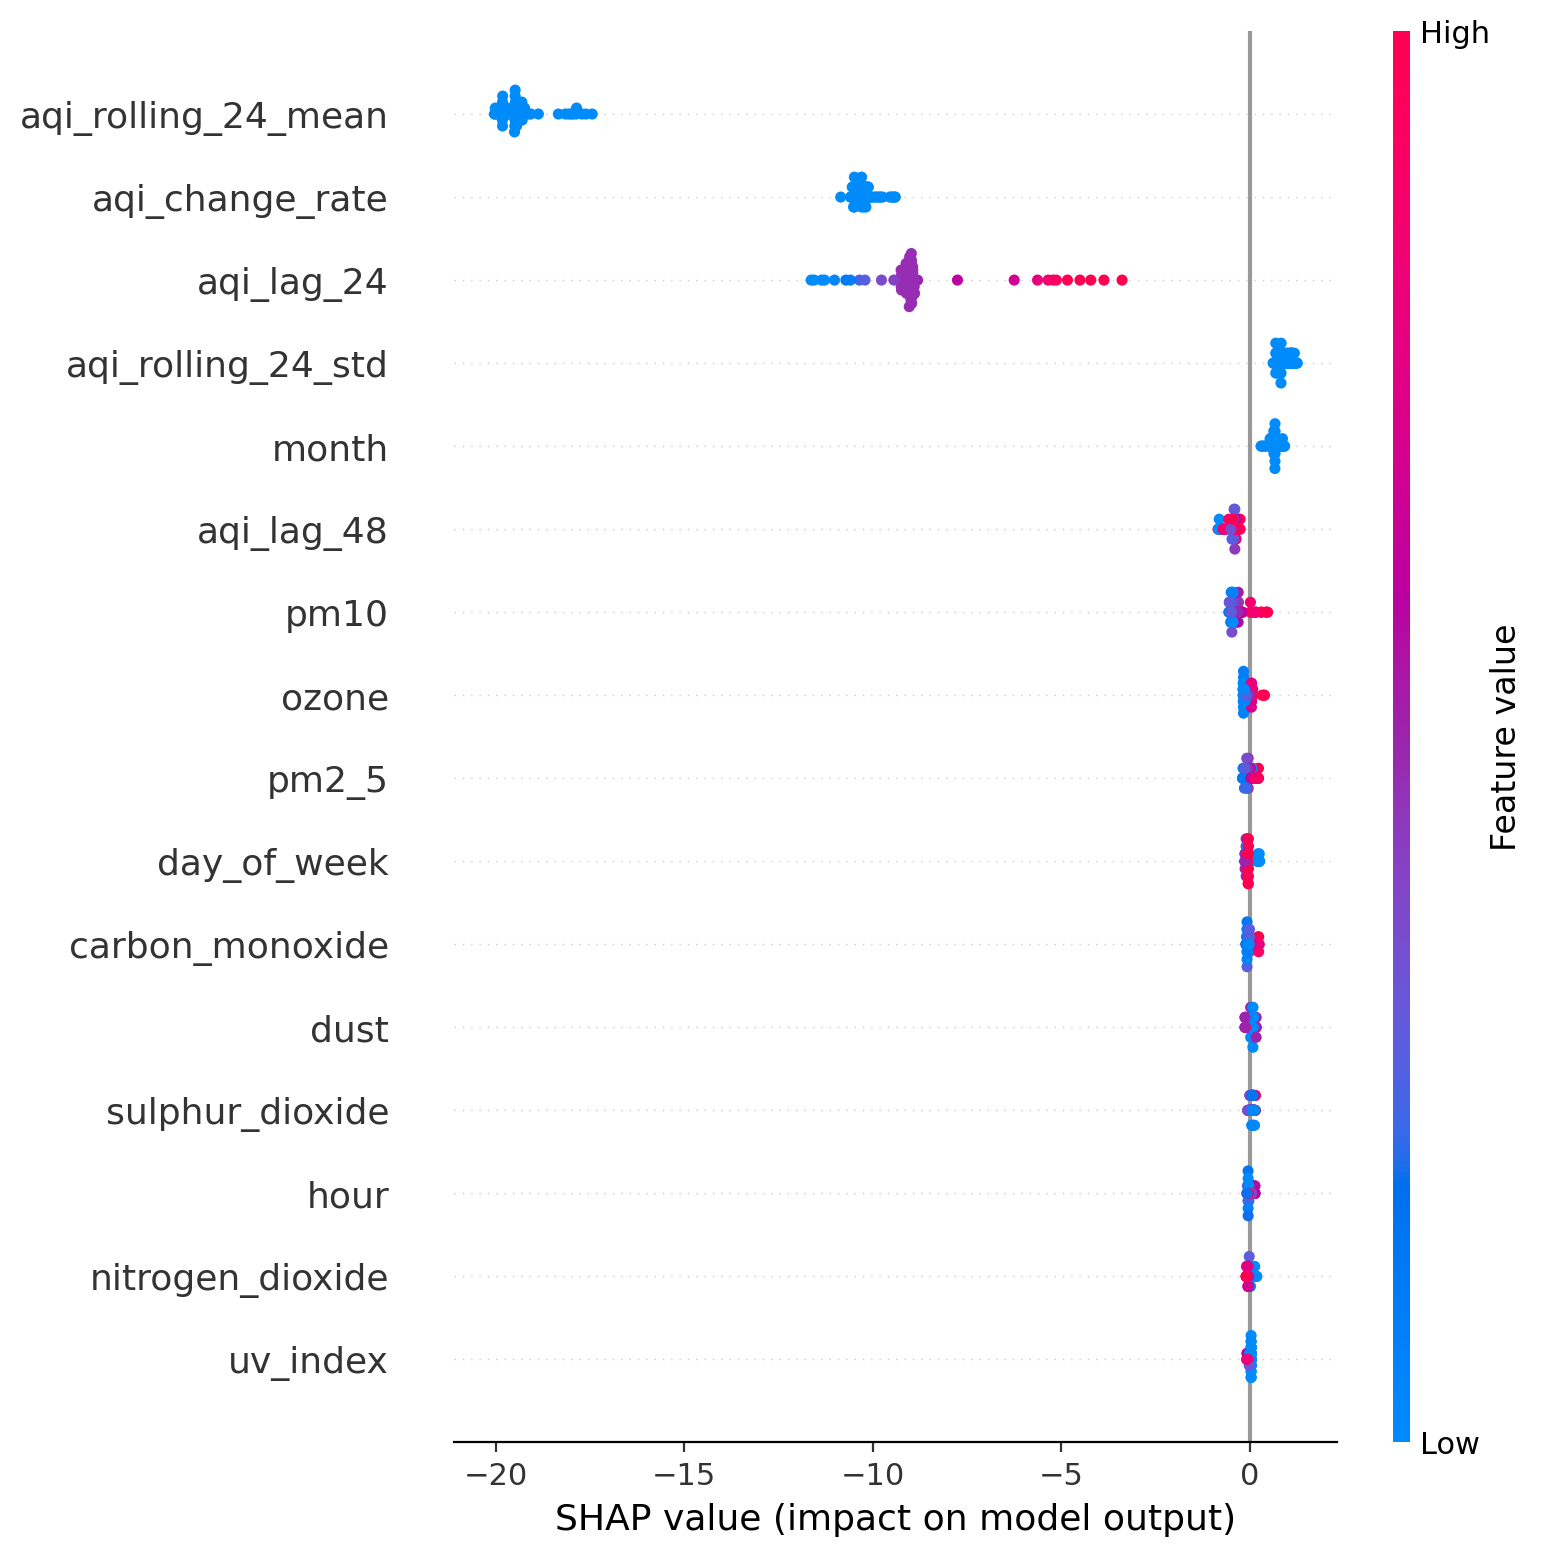 High
aqi_rolling_24_mean
aqi_change_rate
aqi_lag_24
aqi_rolling_24_std
month
aqi_lag_48
pm10
ozone
pm2_5
day_of_week
carbon_monoxide
dust
sulphur_dioxide
hour
nitrogen_dioxide
uv_index
Feature value
Low
−20 −15 −10 −5 0
SHAP value (impact on model output)